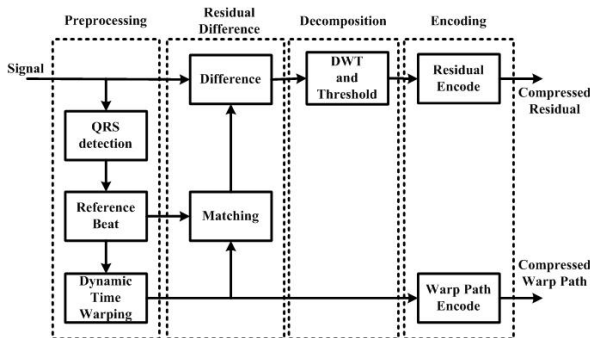 Preprocessing
Residual
Difference
Decomposition
Encoding
Signal
Difference
DWT
and
Threshold
Residual
Encode
Compressed
Residual
QRS
detection
Reference
Beat
Matching
Dynamic
Time
Warping
Warp Path
Encode
Compressed
Warp Path